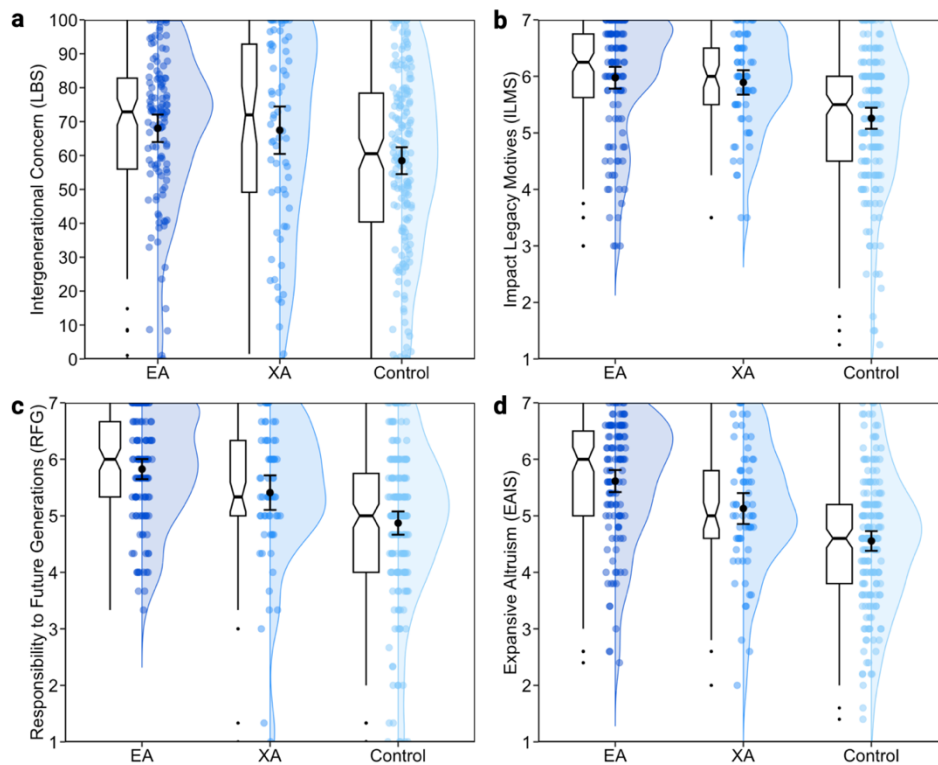 a
Intergenerational Concern (LBS)
100
90
80
70
60
50
40
30
20
10
0
EA XA Control
b
Impact Legacy Motives (ILMS)
7
6
5
4
3
2
1
EA XA Control
c
Responsibility to Future Generations (RFG)
7
6
5
4
3
2
1
EA XA Control
d
Expansive Altruism (EAIS)
7
6
5
4
3
2
1
EA XA Control